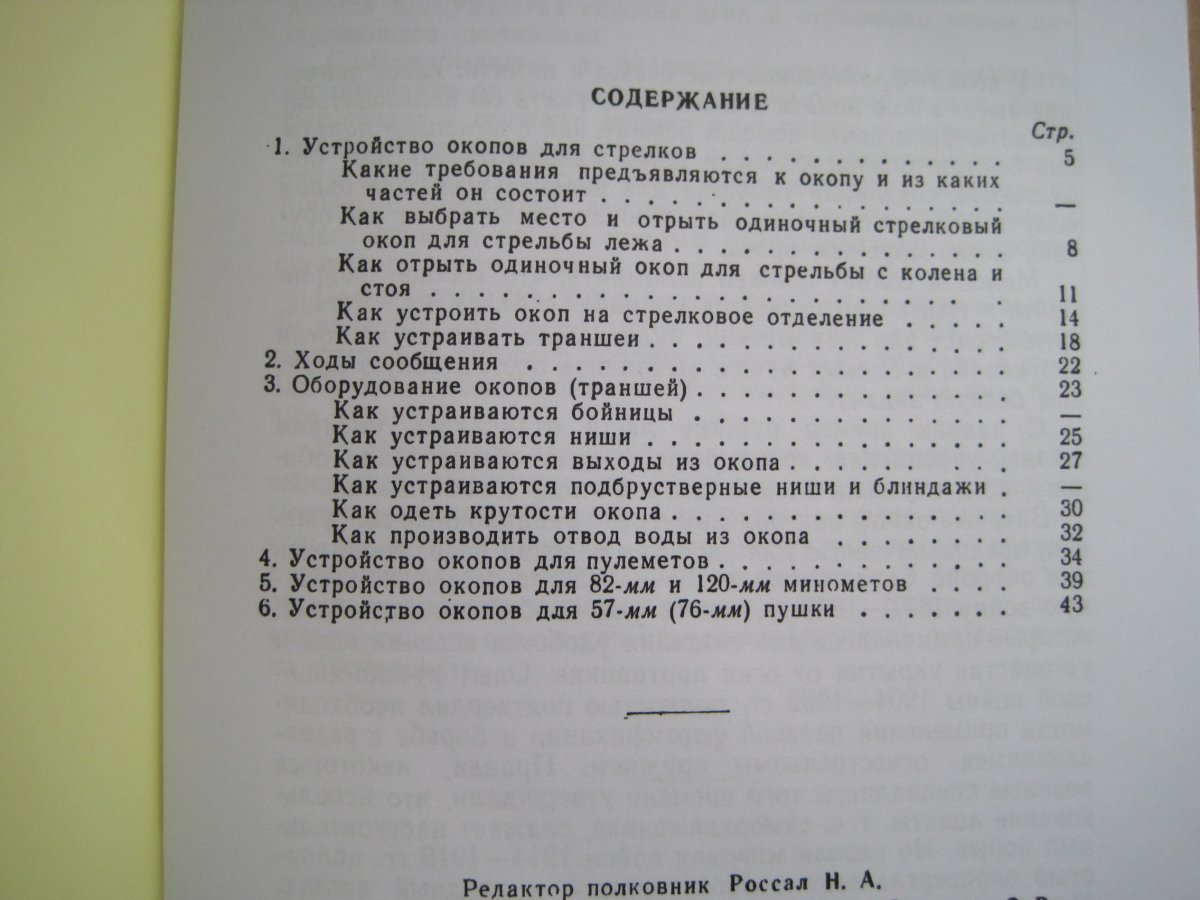 СОДЕРЖАНИЕ
Стр.
1. Устройство окопов для стрелков . . . . . . . . . . . . . 5
Какие требования предъявляются к окопу и из каких
частей он состоит . . . . . . . . . . . . . . . . . . —
Как выбрать место и отрыть одиночный стрелковый
окоп для стрельбы лежа . . . . . . . . . . . . . . . 8
Как отрыть одиночный окоп для стрельбы с колена и
стоя . . . . . . . . . . . . . . . . . . . . . . . . . 11
Как устроить окоп на стрелковое отделение . . . . . 14
Как устраивать траншеи . . . . . . . . . . . . . . . . 18
2. Ходы сообщения . . . . . . . . . . . . . . . . . . . . . 22
3. Оборудование окопов (траншей) . . . . . . . . . . . . . . 23
Как устраиваются бойницы . . . . . . . . . . . . . . —
Как устраиваются ниши . . . . . . . . . . . . . . . . 25
Как устраиваются выходы из окопа . . . . . . . . . . 27
Как устраиваются подбрустверные ниши и блиндажи . —
Как одеть крутости окопа . . . . . . . . . . . . . . . 30
Как производить отвод воды из окопа . . . . . . . . 32
4. Устройство окопов для пулеметов . . . . . . . . . . . . . 34
5. Устройство окопов для 82-мм и 120-мм минометов . . . . 39
6. Устройство окопов для 57-мм (76-мм) пушки . . . . . . . 43
Редактор полковник Россал Н. А.